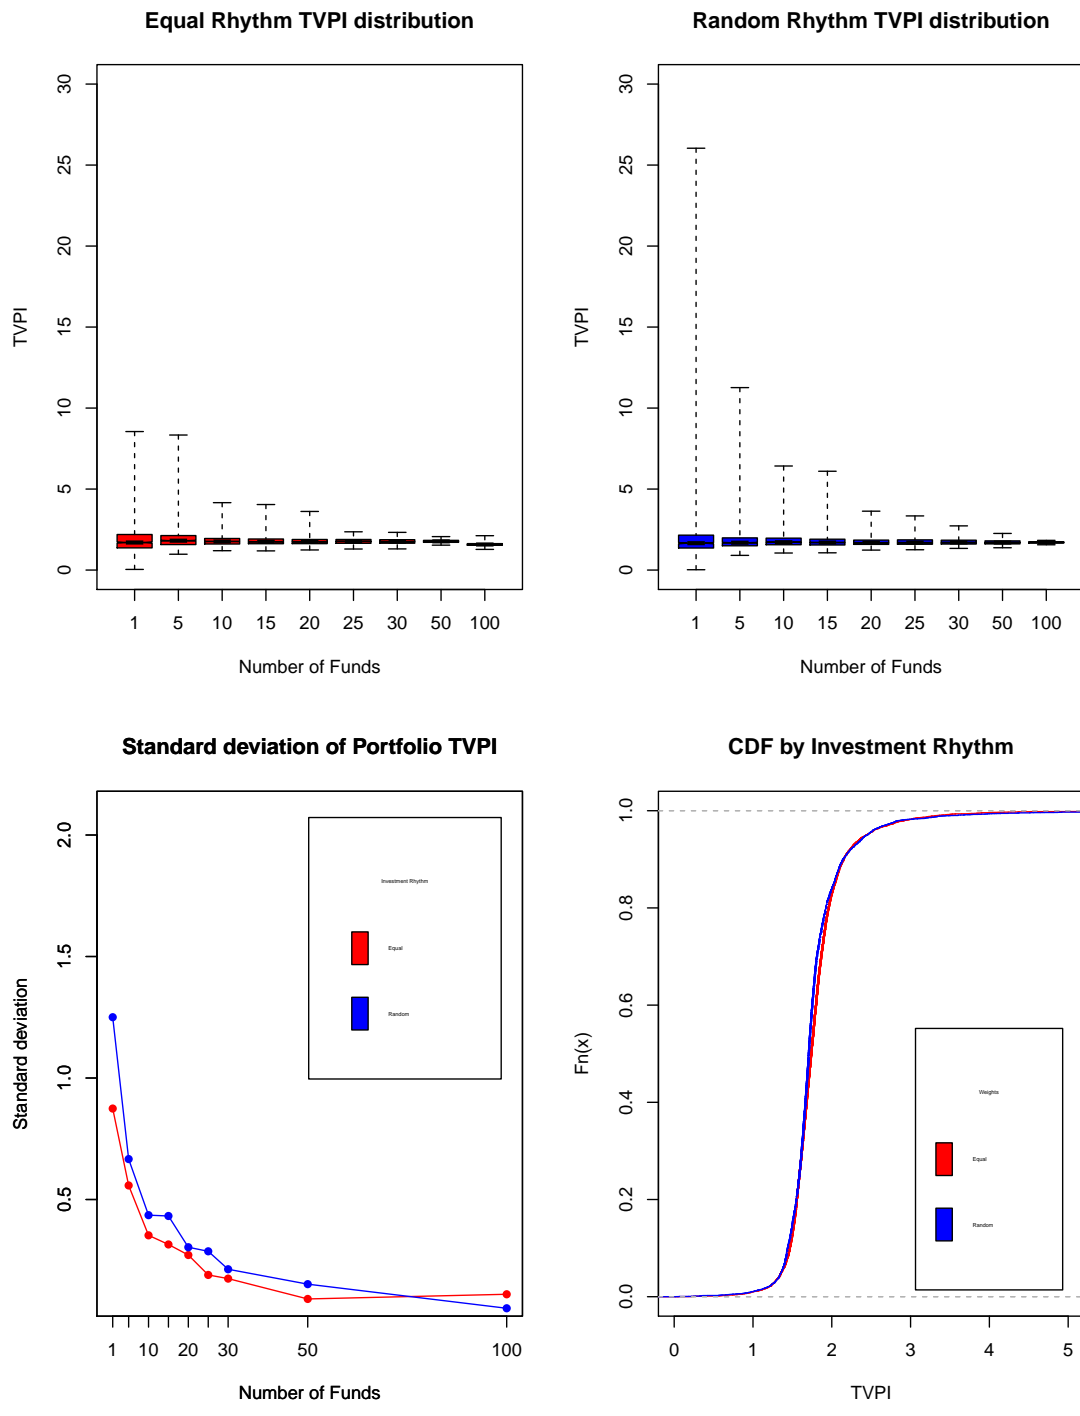 Equal Rhythm TVPI distribution
TVPI
30
25
20
15
10
5
0
1 5 10 15 20 25 30 50 100
Number of Funds
Random Rhythm TVPI distribution
TVPI
30
25
20
15
10
5
0
1 5 10 15 20 25 30 50 100
Number of Funds
Standard deviation of Portfolio TVPI
Standard deviation
2.0
1.5
1.0
0.5
Investment Rhythm
Equal
Random
1 10 20 30 50 100
Number of Funds
CDF by Investment Rhythm
Fn(x)
1.0
0.8
0.6
0.4
0.2
0.0
Weights
Equal
Random
0 1 2 3 4 5
TVPI